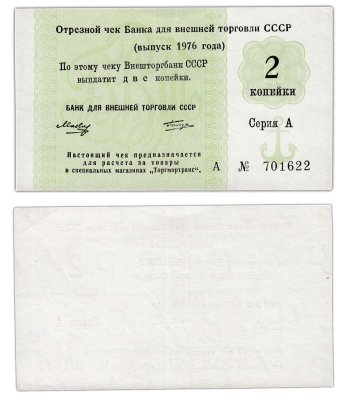 Отрезной чек Банка для внешней торговли СССР
(выпуск 1976 года)
По этому чеку Внешторгбанк СССР
выплатит две копейки.
2
КОПЕЙКИ
БАНК ДЛЯ ВНЕШНЕЙ ТОРГОВЛИ СССР
Серия А
Настоящий чек предназначается
для расчета за товары
в специальных магазинах „Торгмортранс„
А № 701622